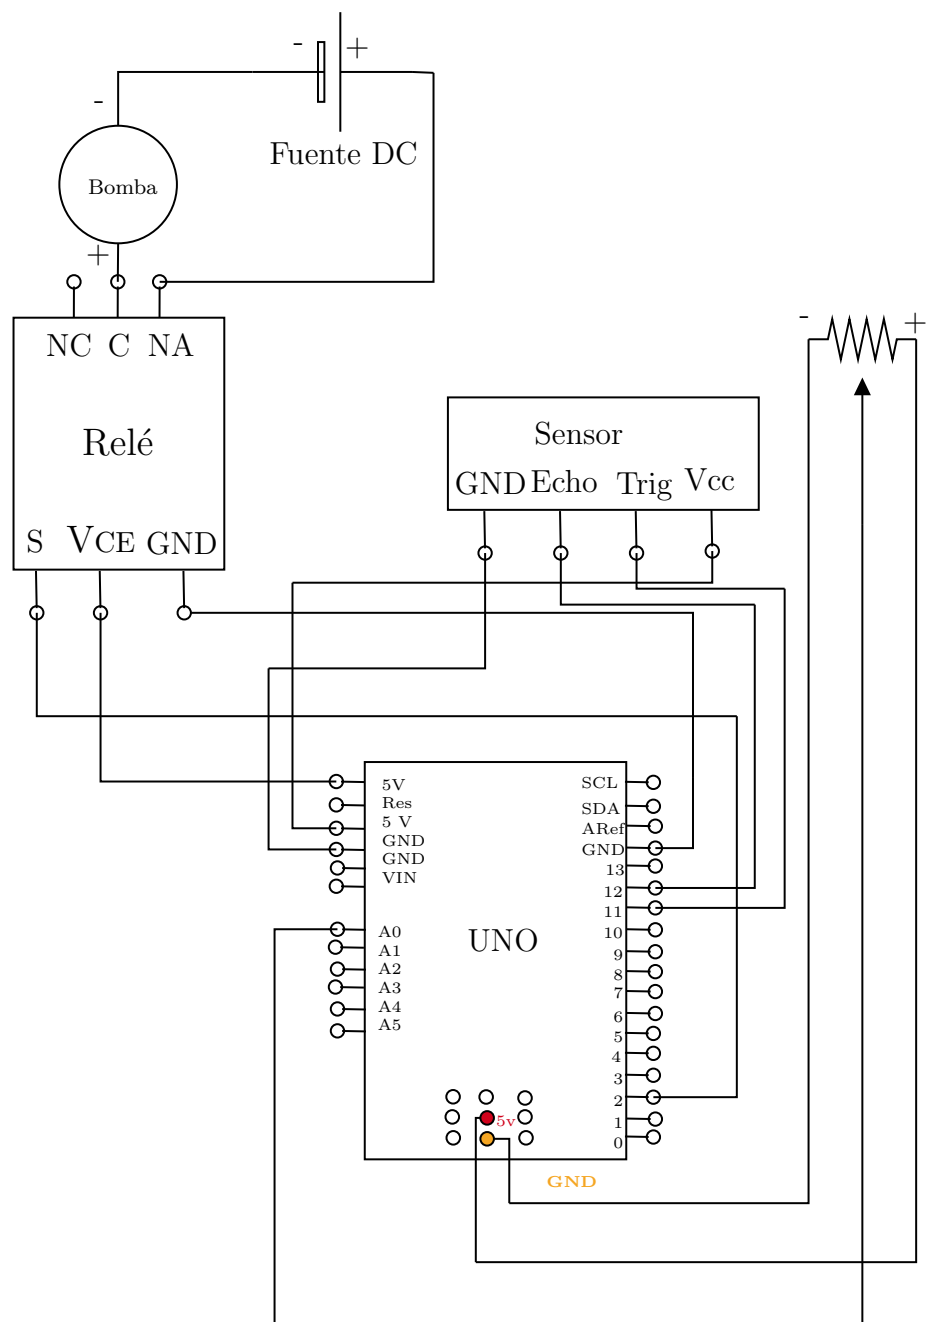 - +
-
Fuente DC
Bomba
+
NC C NA
- +
Relé
Sensor
GND Echo Trig Vcc
S VCE GND
5V
Res
5 V
GND
GND
VIN
A0
A1
A2
A3
A4
A5
UNO
SCL
SDA
ARef
GND
13
12
11
10
9
8
7
6
5
4
3
2
1
0
5v
GND